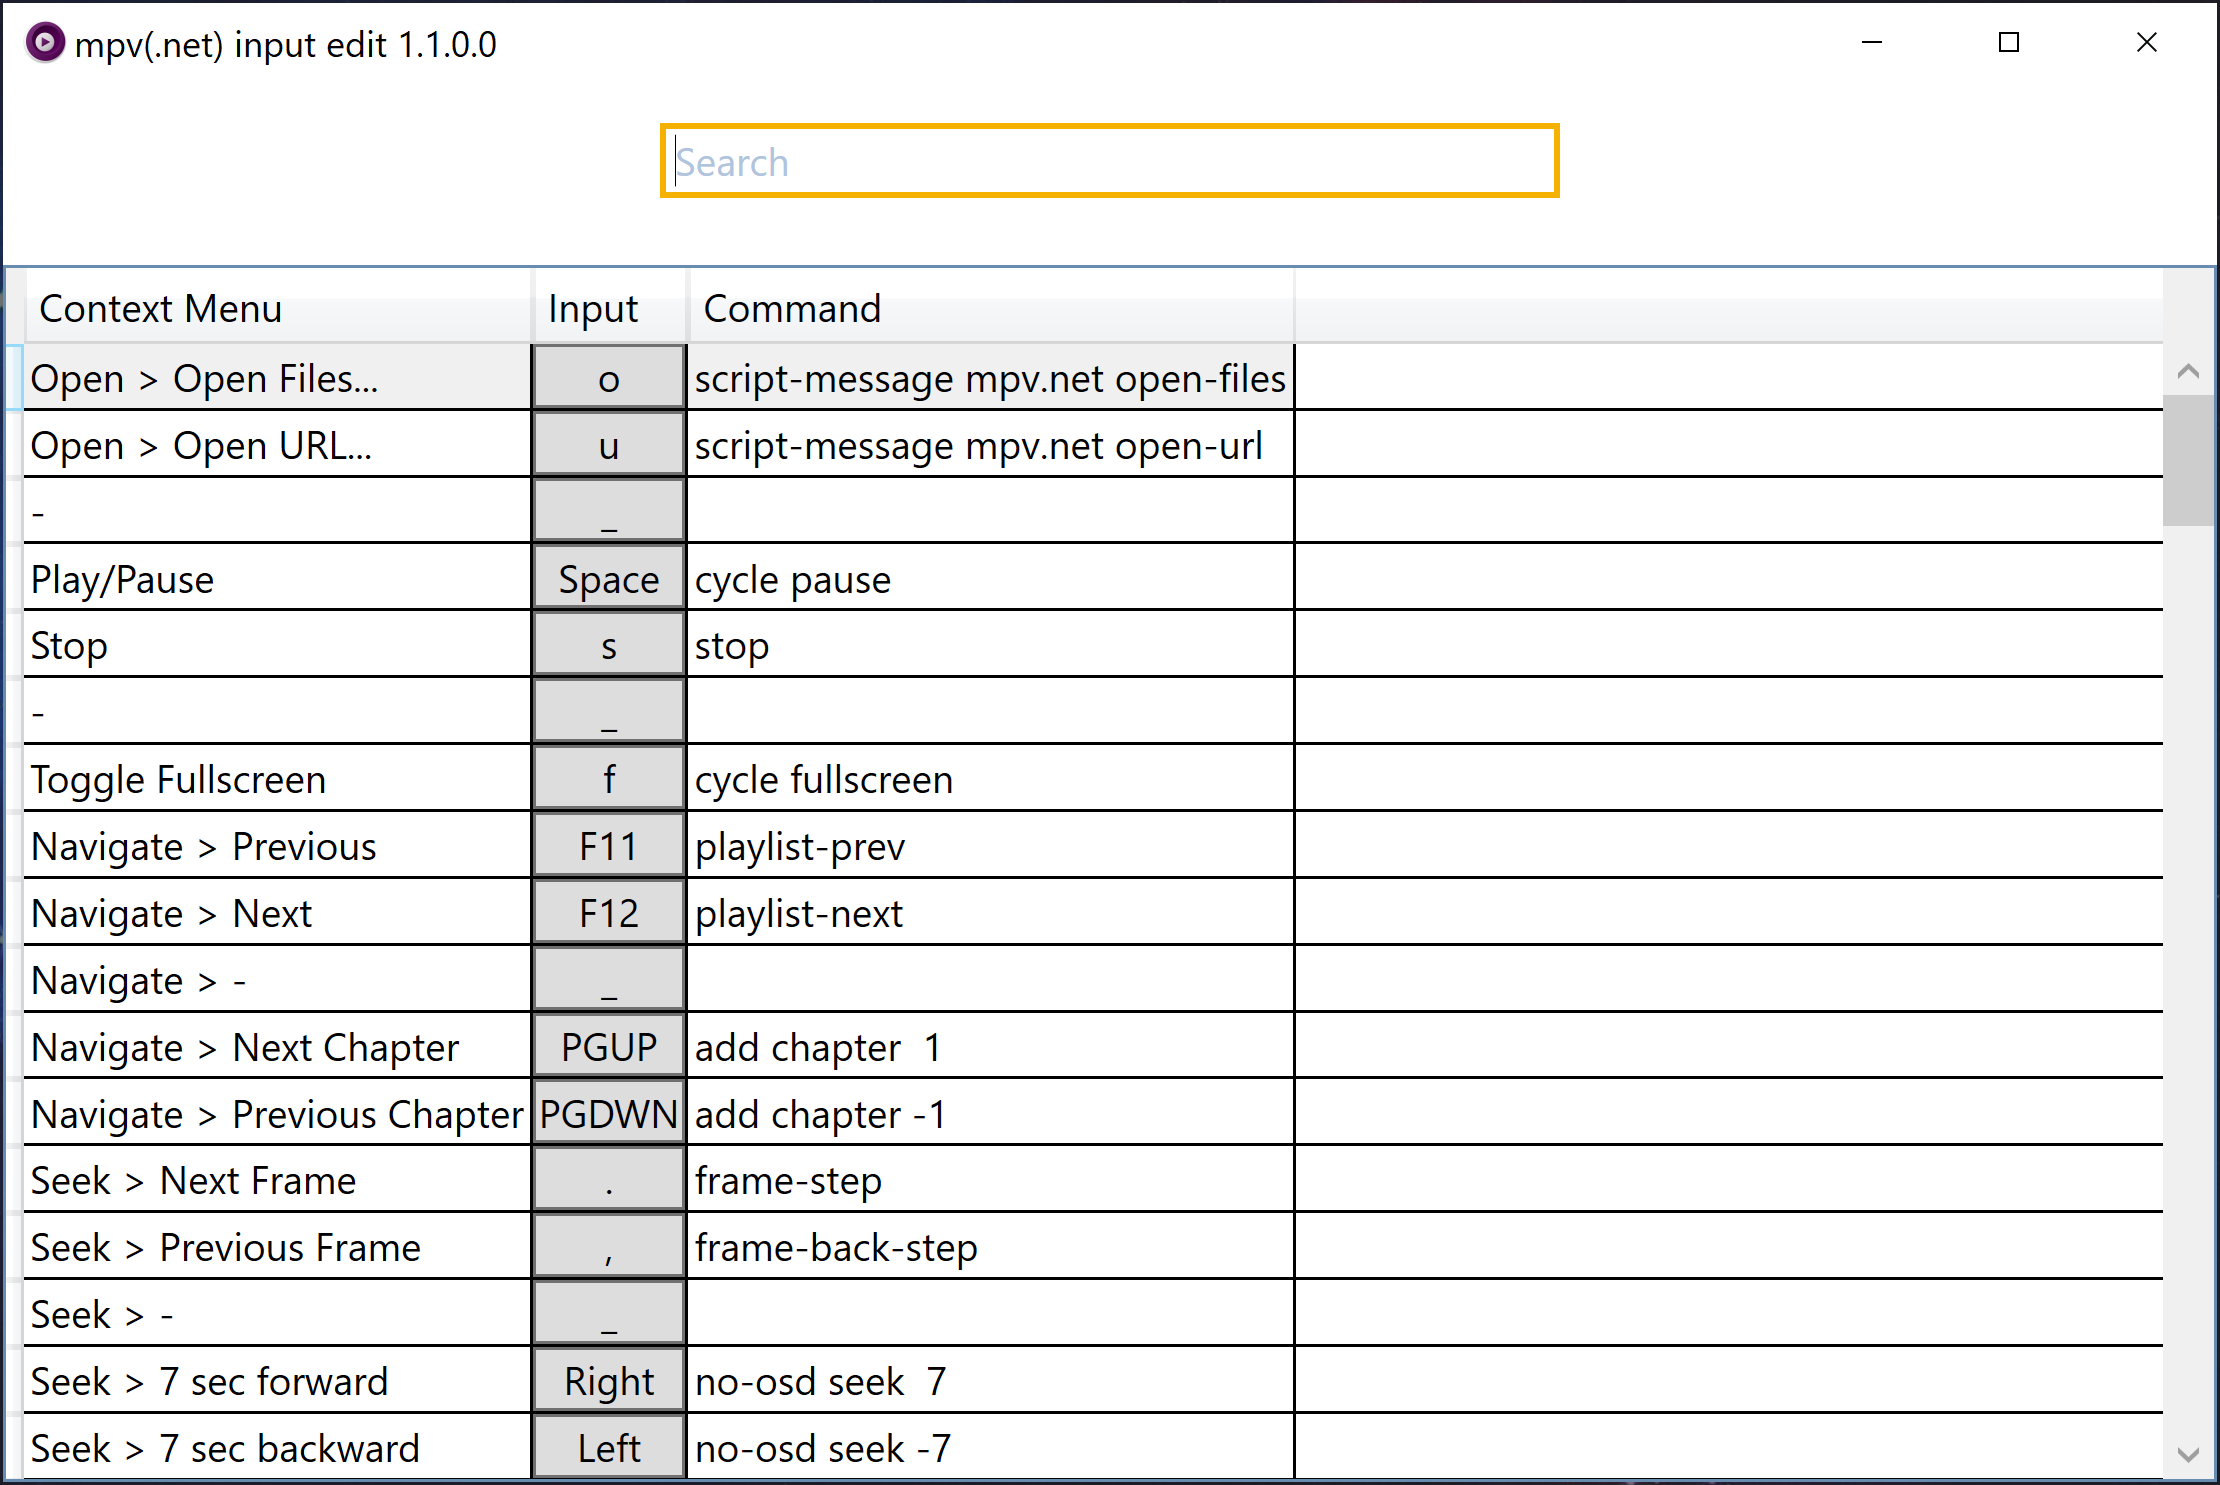 mpv(.net) input edit 1.1.0.0
Search
Context Menu Input Command
Open > Open Files... o script-message mpv.net open-files
Open > Open URL... u script-message mpv.net open-url
- _
Play/Pause Space cycle pause
Stop s stop
- _
Toggle Fullscreen f cycle fullscreen
Navigate > Previous F11 playlist-prev
Navigate > Next F12 playlist-next
Navigate > - _
Navigate > Next Chapter PGUP add chapter  1
Navigate > Previous Chapter PGDWN add chapter -1
Seek > Next Frame . frame-step
Seek > Previous Frame , frame-back-step
Seek > - _
Seek > 7 sec forward Right no-osd seek  7
Seek > 7 sec backward Left no-osd seek -7